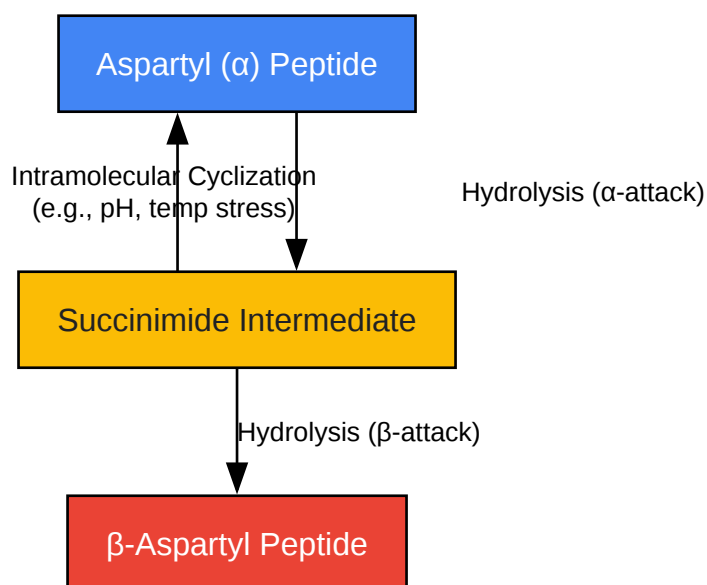 Aspartyl (α) Peptide
Intramolecular Cyclization
(e.g., pH, temp stress)
Hydrolysis (α-attack)
Succinimide Intermediate
Hydrolysis (β-attack)
β-Aspartyl Peptide